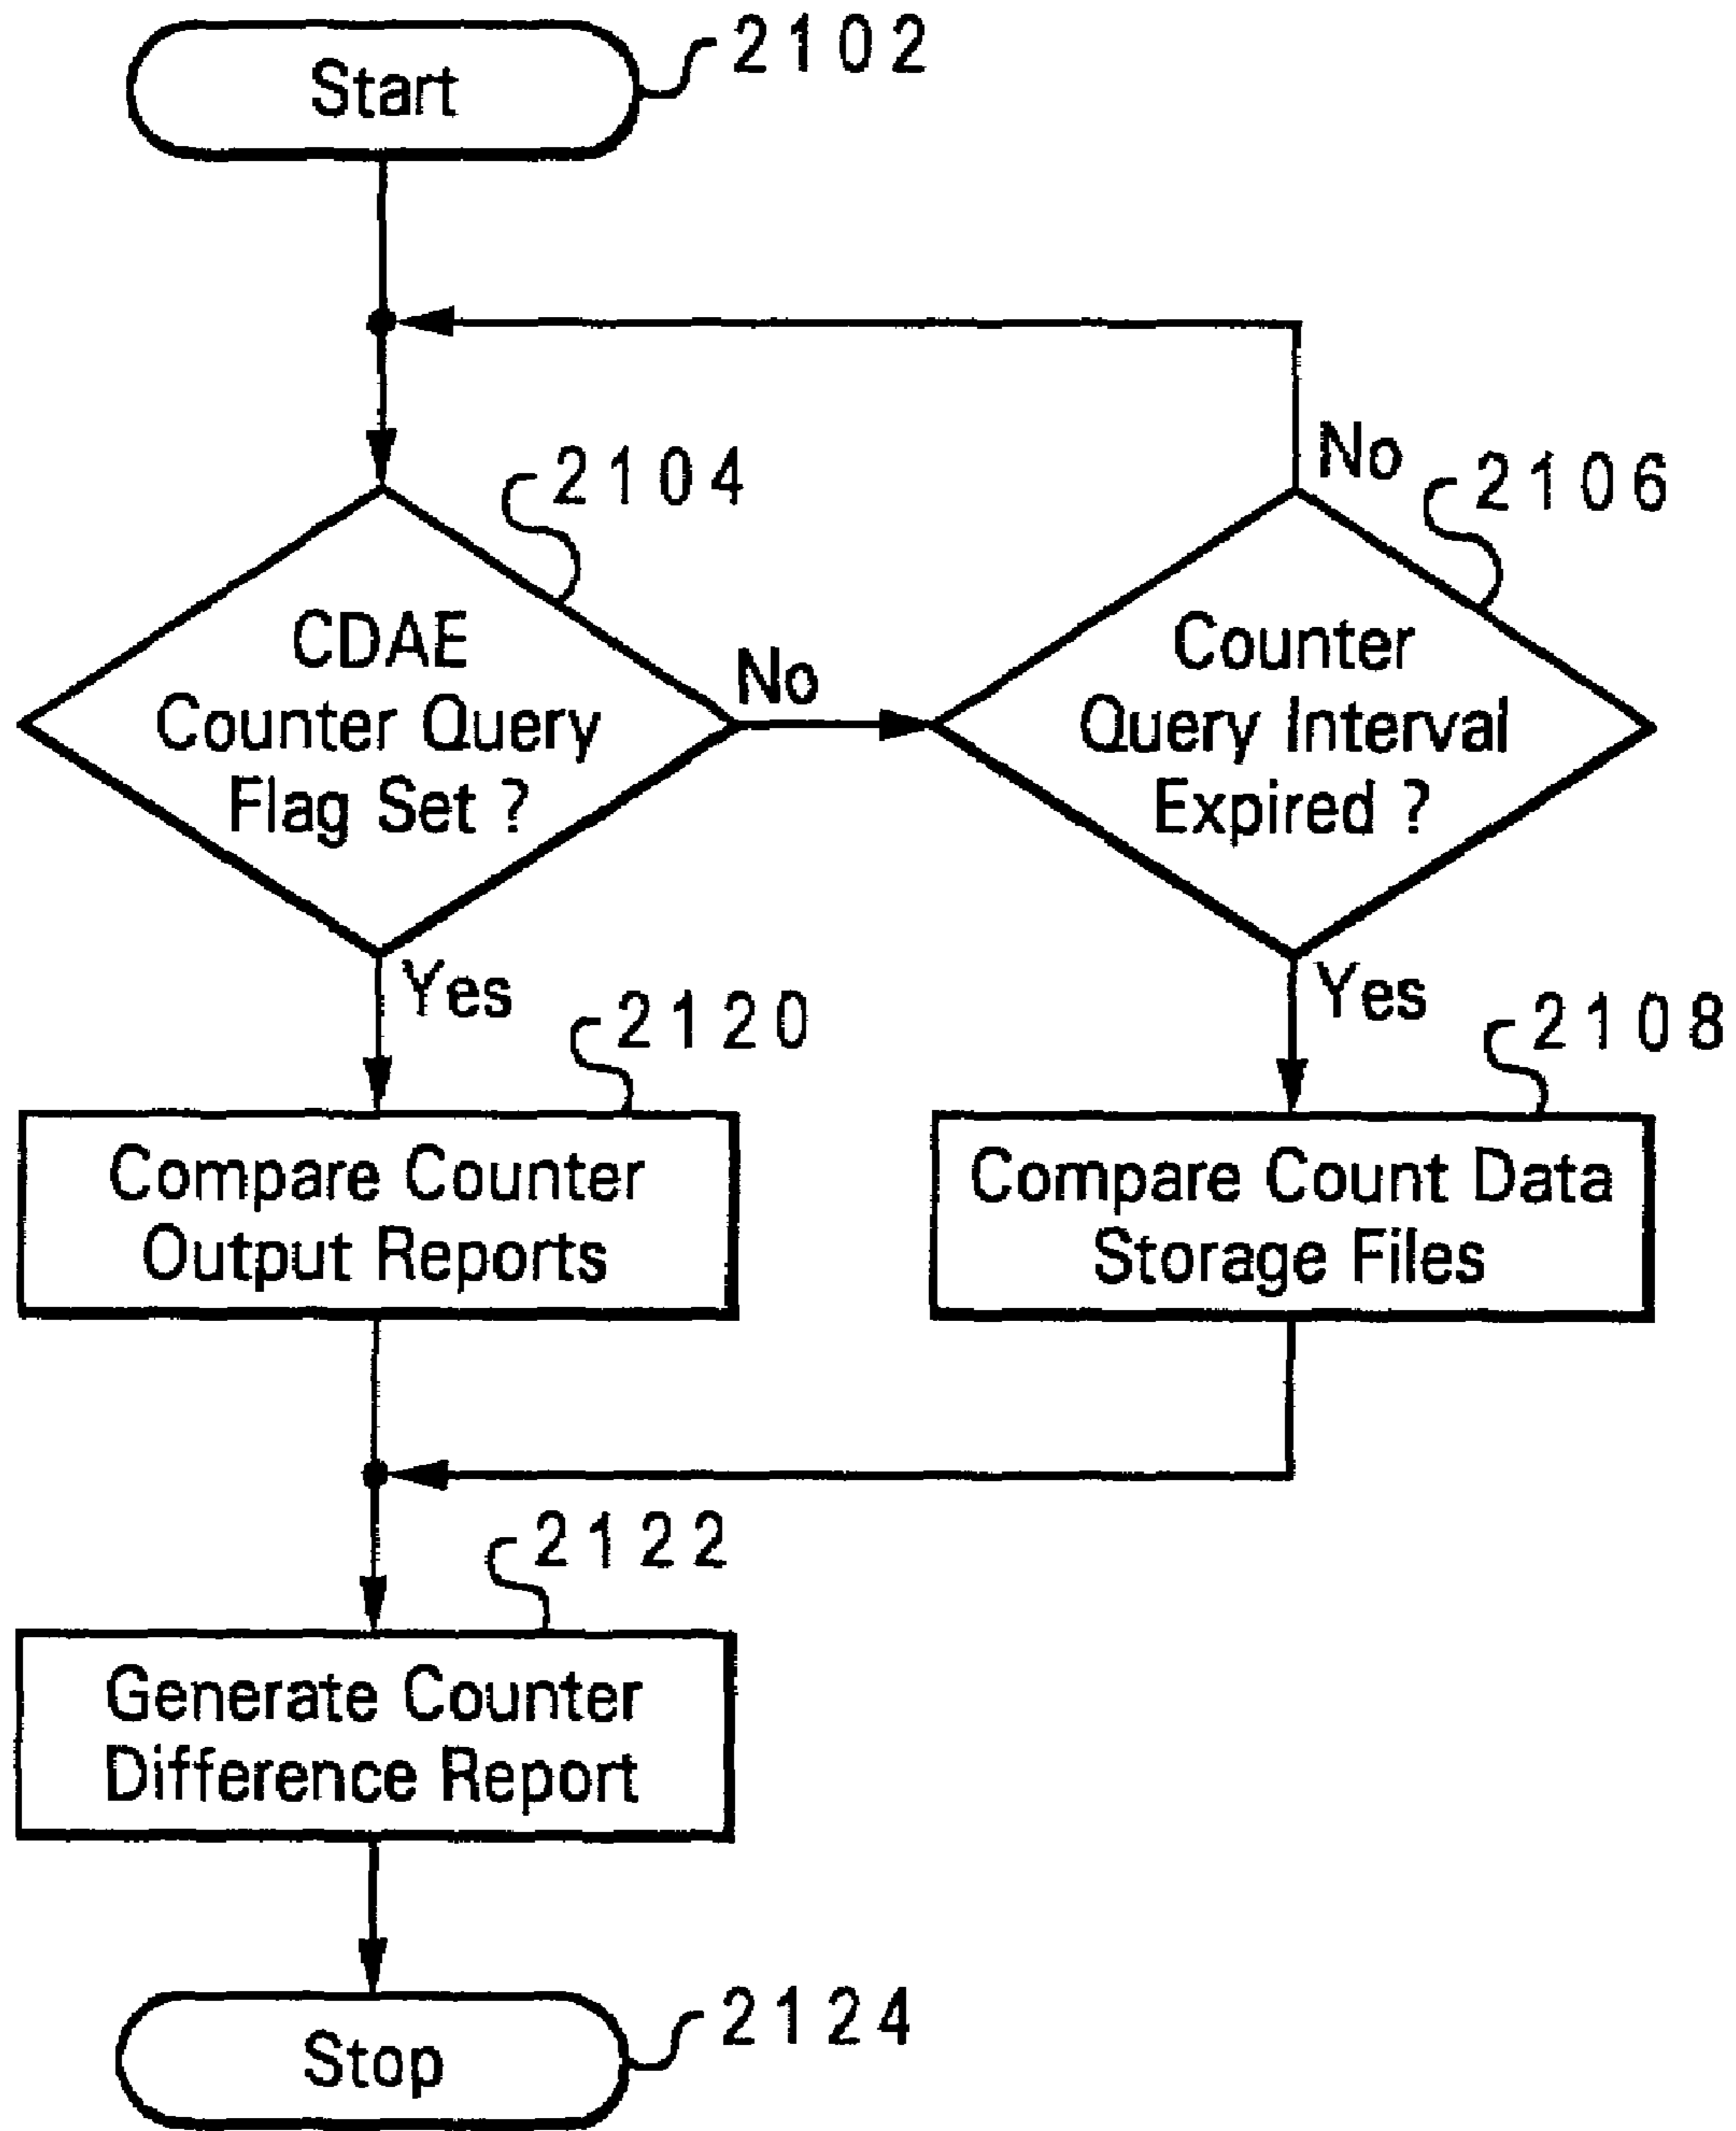 Start
2102
No
2104
2106
CDAE
Counter Query
Flag Set ?
No
Counter
Query Interval
Expired ?
Yes
Yes
2120
2108
Compare Counter
Output Reports
Compare Count Data
Storage Files
2122
Generate Counter
Difference Report
Stop
2124